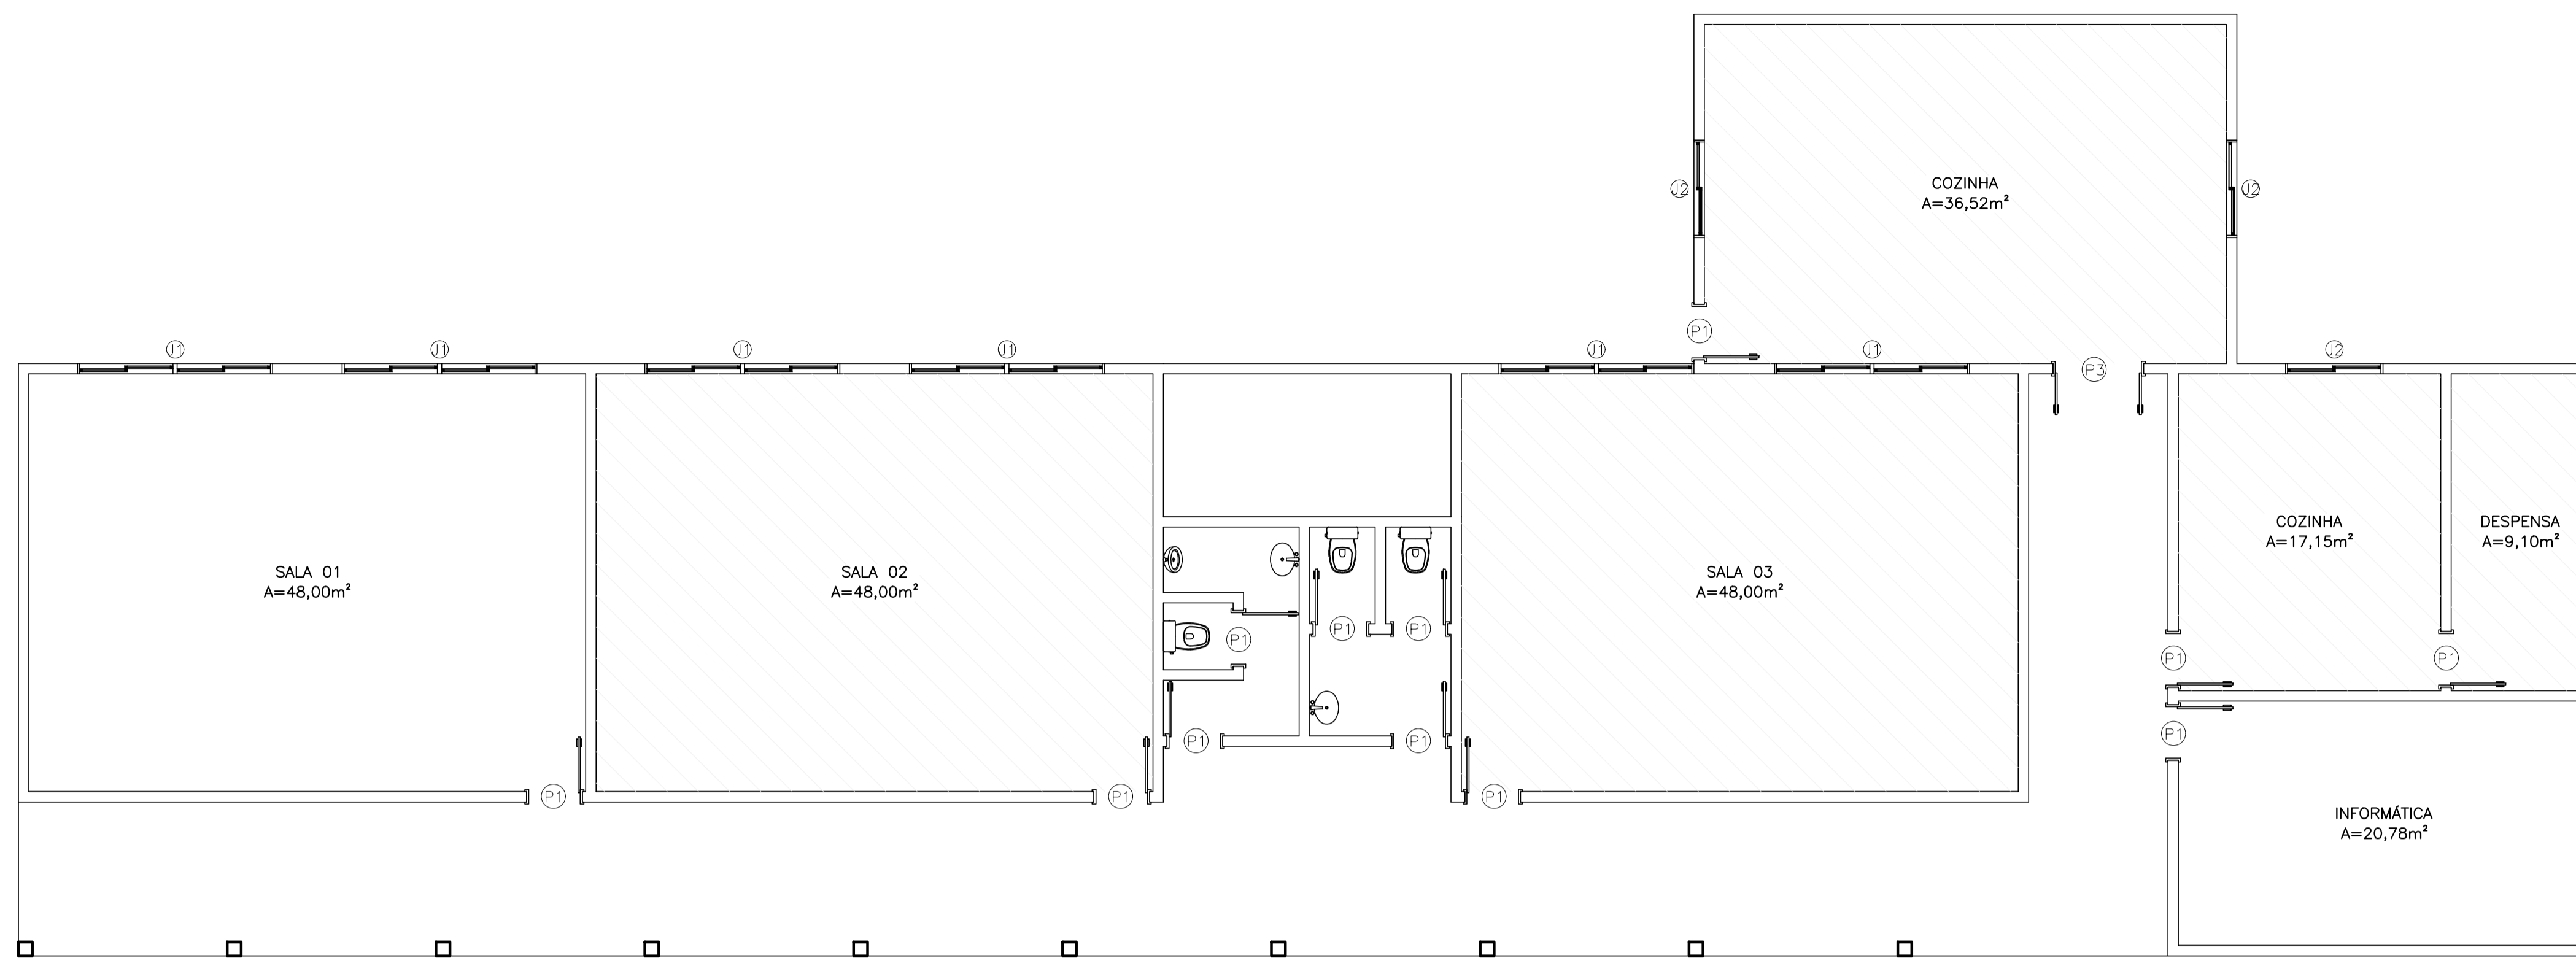 COZINHA
A=36,52m²
J2
J2
P1
J1
J1
J1
J1
J1
J1
P3
J2
SALA 01
A=48,00m²
SALA 02
A=48,00m²
SALA 03
A=48,00m²
COZINHA
A=17,15m²
DESPENSA
A=9,10m²
P1
P1
P1
P1
P1
P1
P1
P1
P1
P1
P1
P1
INFORMÁTICA
A=20,78m²